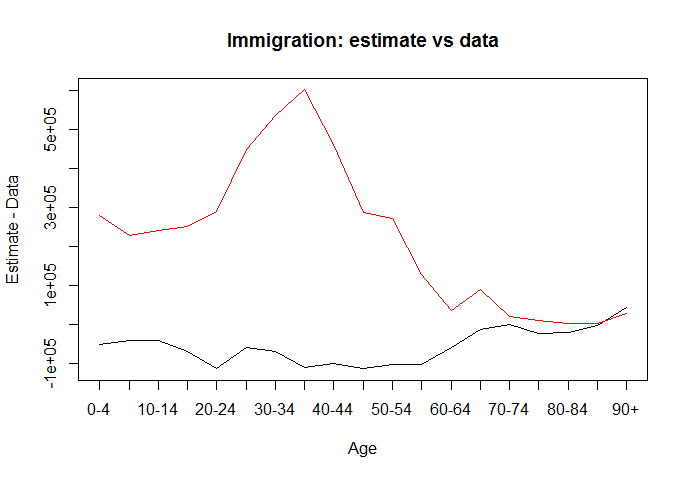 Immigration: estimate vs data
Estimate - Data
5e+05
3e+05
1e+05
-1e+05
0-4 10-14 20-24 30-34 40-44 50-54 60-64 70-74 80-84 90+
Age